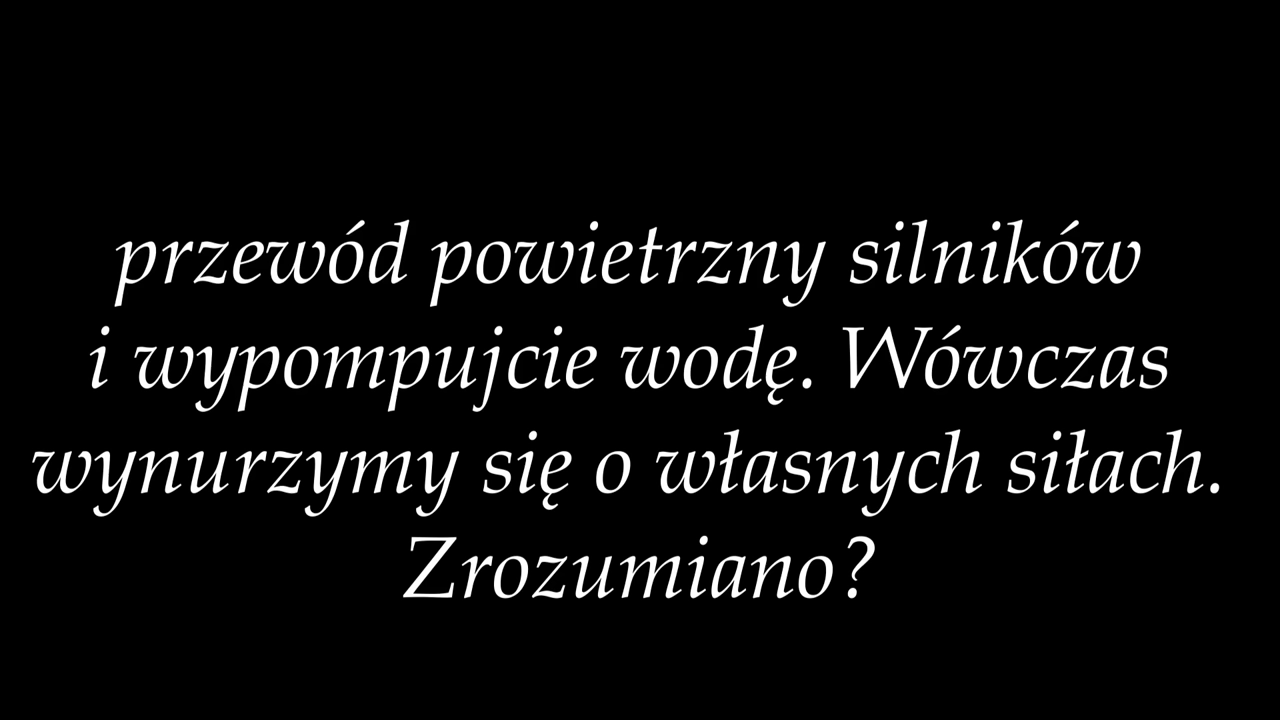 przewód powietrzny silników
i wypompujcie wodę. Wówczas
wynurzymy się o własnych siłach.
Zrozumiano?